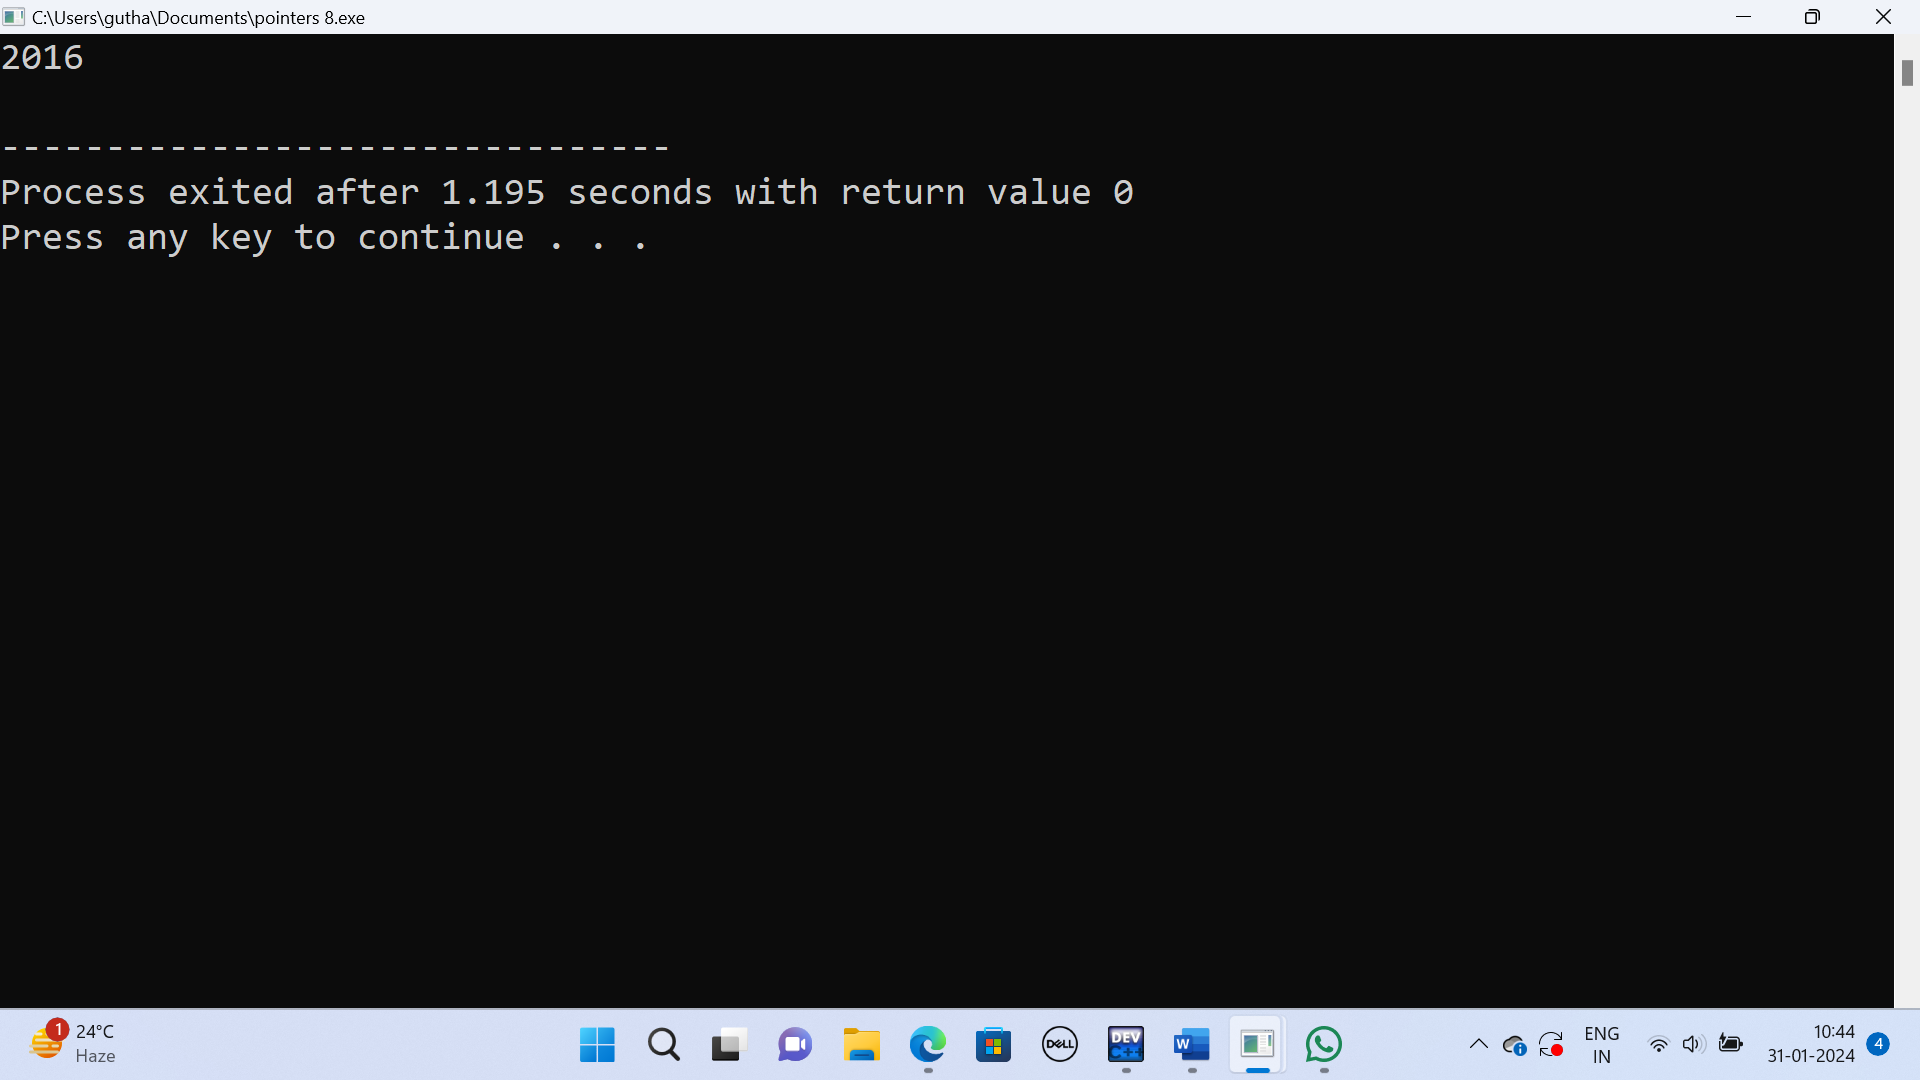 C:\Users\gutha\Documents\pointers 8.exe
2016
--------------------------------
Process exited after 1.195 seconds with return value 0
Press any key to continue . . .
1
24°C
Haze
DELL
DEV
C++
W
ENG
IN
10:44
31-01-2024
4